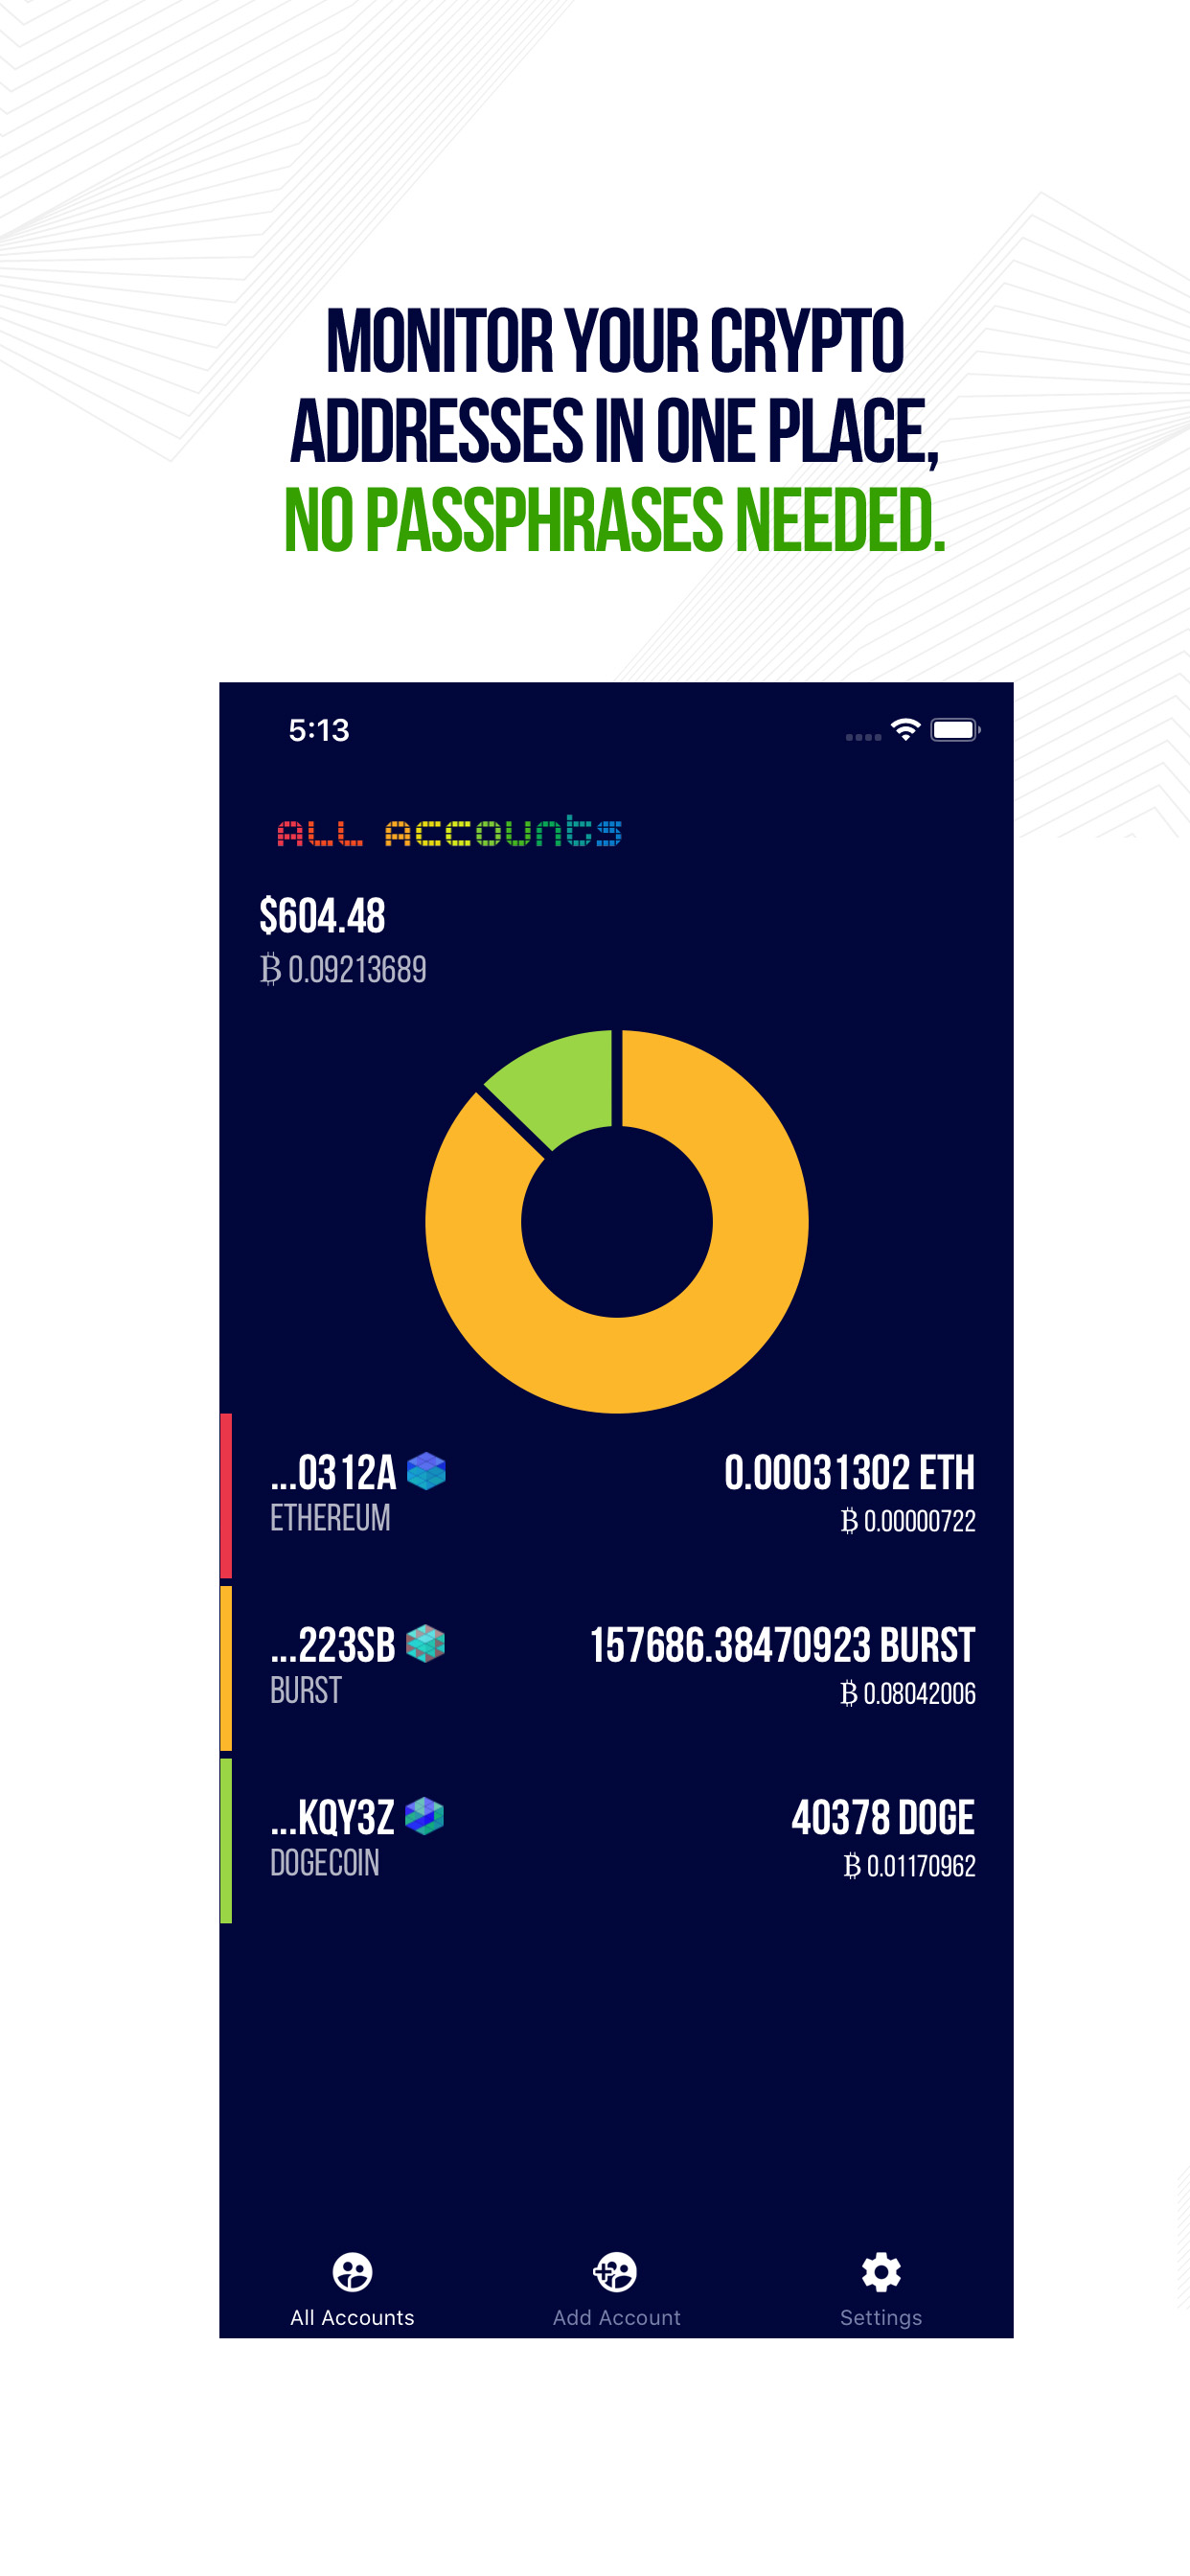 MONITOR YOUR CRYPTO
ADDRESSES IN ONE PLACE,
NO PASSPHRASES NEEDED.
5:13
ALL ACCOUNTS
$604.48
₿ 0.09213689
...0312A
0.00031302 ETH
ETHEREUM
₿ 0.00000722
...223SB
157686.38470923 BURST
BURST
₿ 0.08042006
...KQY3Z
40378 DOGE
DOGECOIN
₿ 0.01170962
All Accounts
Add Account
Settings